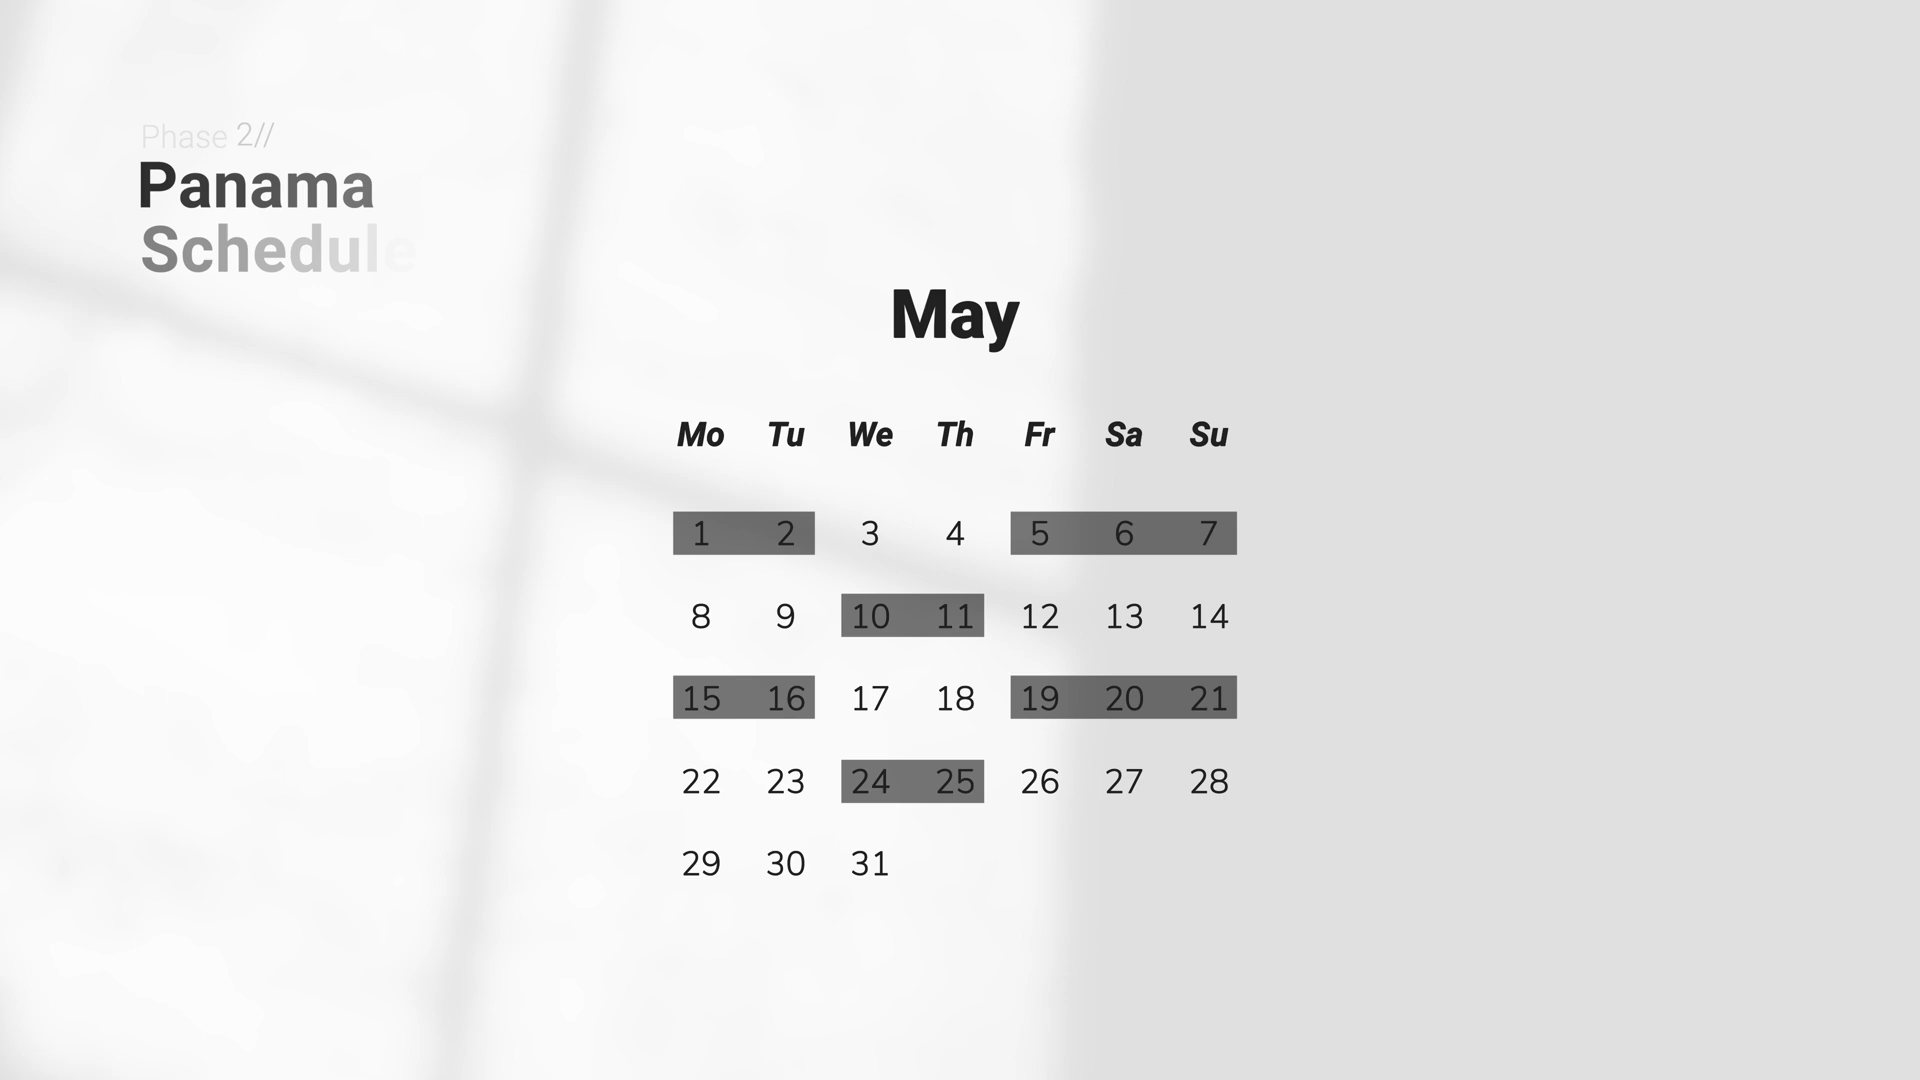 Phase 2//
Panama
Schedule
May
Mo Tu We Th Fr Sa Su
1 2 3 4 5 6 7
8 9 10 11 12 13 14
15 16 17 18 19 20 21
22 23 24 25 26 27 28
29 30 31